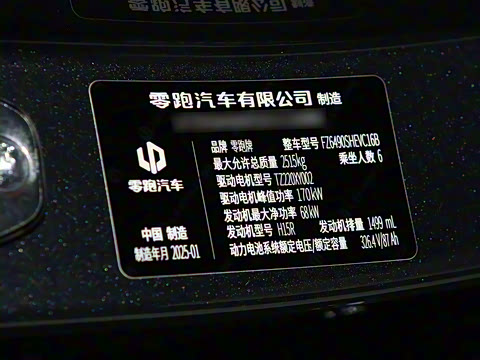 零跑汽车有限公司 制造
品牌 零跑牌 整车型号 FZ6490SHEVC16B
最大允许总质量 2515kg 乘坐人数 6
驱动电机型号 TZ220XY002
驱动电机峰值功率 170kW
发动机最大净功率 68kW
发动机型号 H15R 发动机排量 1499 mL
动力电池系统额定电压/额定容量 326.4V/87Ah
零跑汽车
中国 制造
制造年月 2025-01